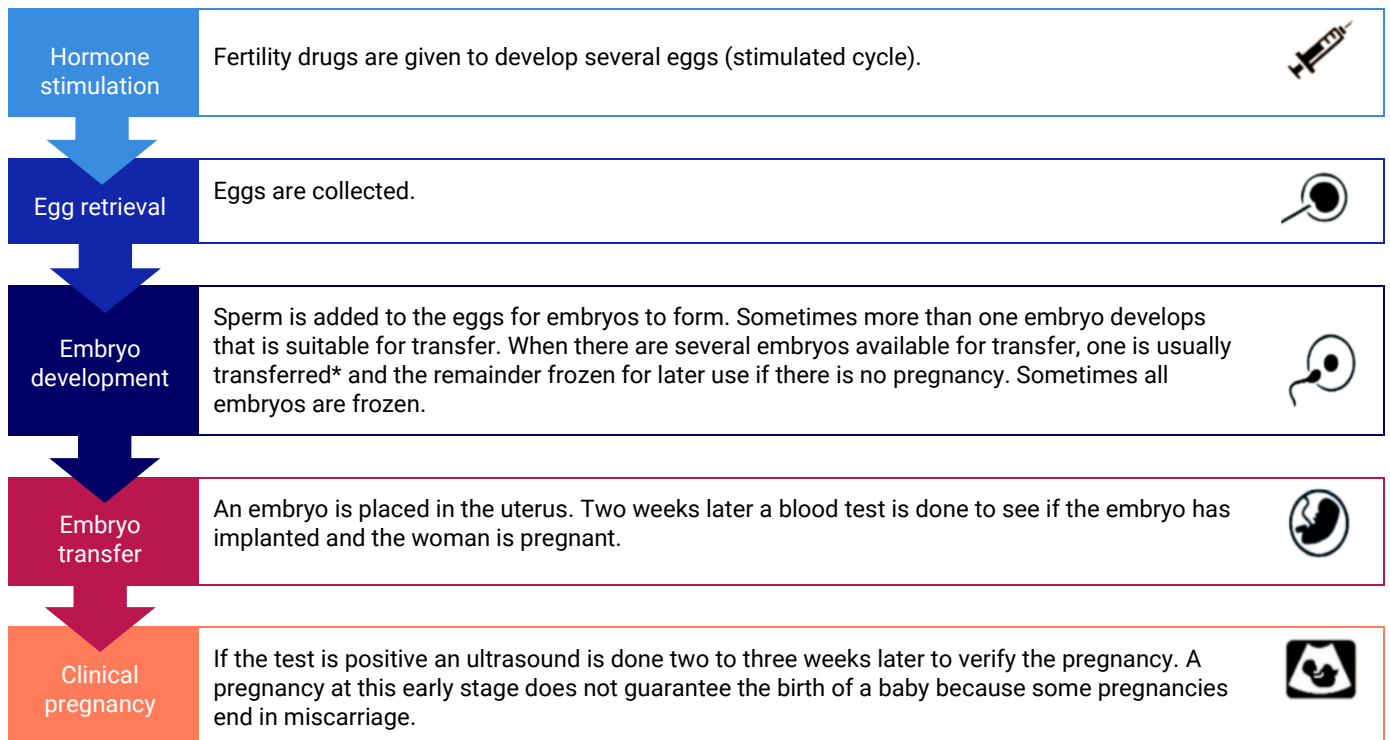 Hormone
stimulation
Fertility drugs are given to develop several eggs (stimulated cycle).
Egg retrieval
Eggs are collected.
Embryo
development
Sperm is added to the eggs for embryos to form. Sometimes more than one embryo develops
that is suitable for transfer. When there are several embryos available for transfer, one is usually
transferred* and the remainder frozen for later use if there is no pregnancy. Sometimes all
embryos are frozen.
Embryo
transfer
An embryo is placed in the uterus. Two weeks later a blood test is done to see if the embryo has
implanted and the woman is pregnant.
Clinical
pregnancy
If the test is positive an ultrasound is done two to three weeks later to verify the pregnancy. A
pregnancy at this early stage does not guarantee the birth of a baby because some pregnancies
end in miscarriage.